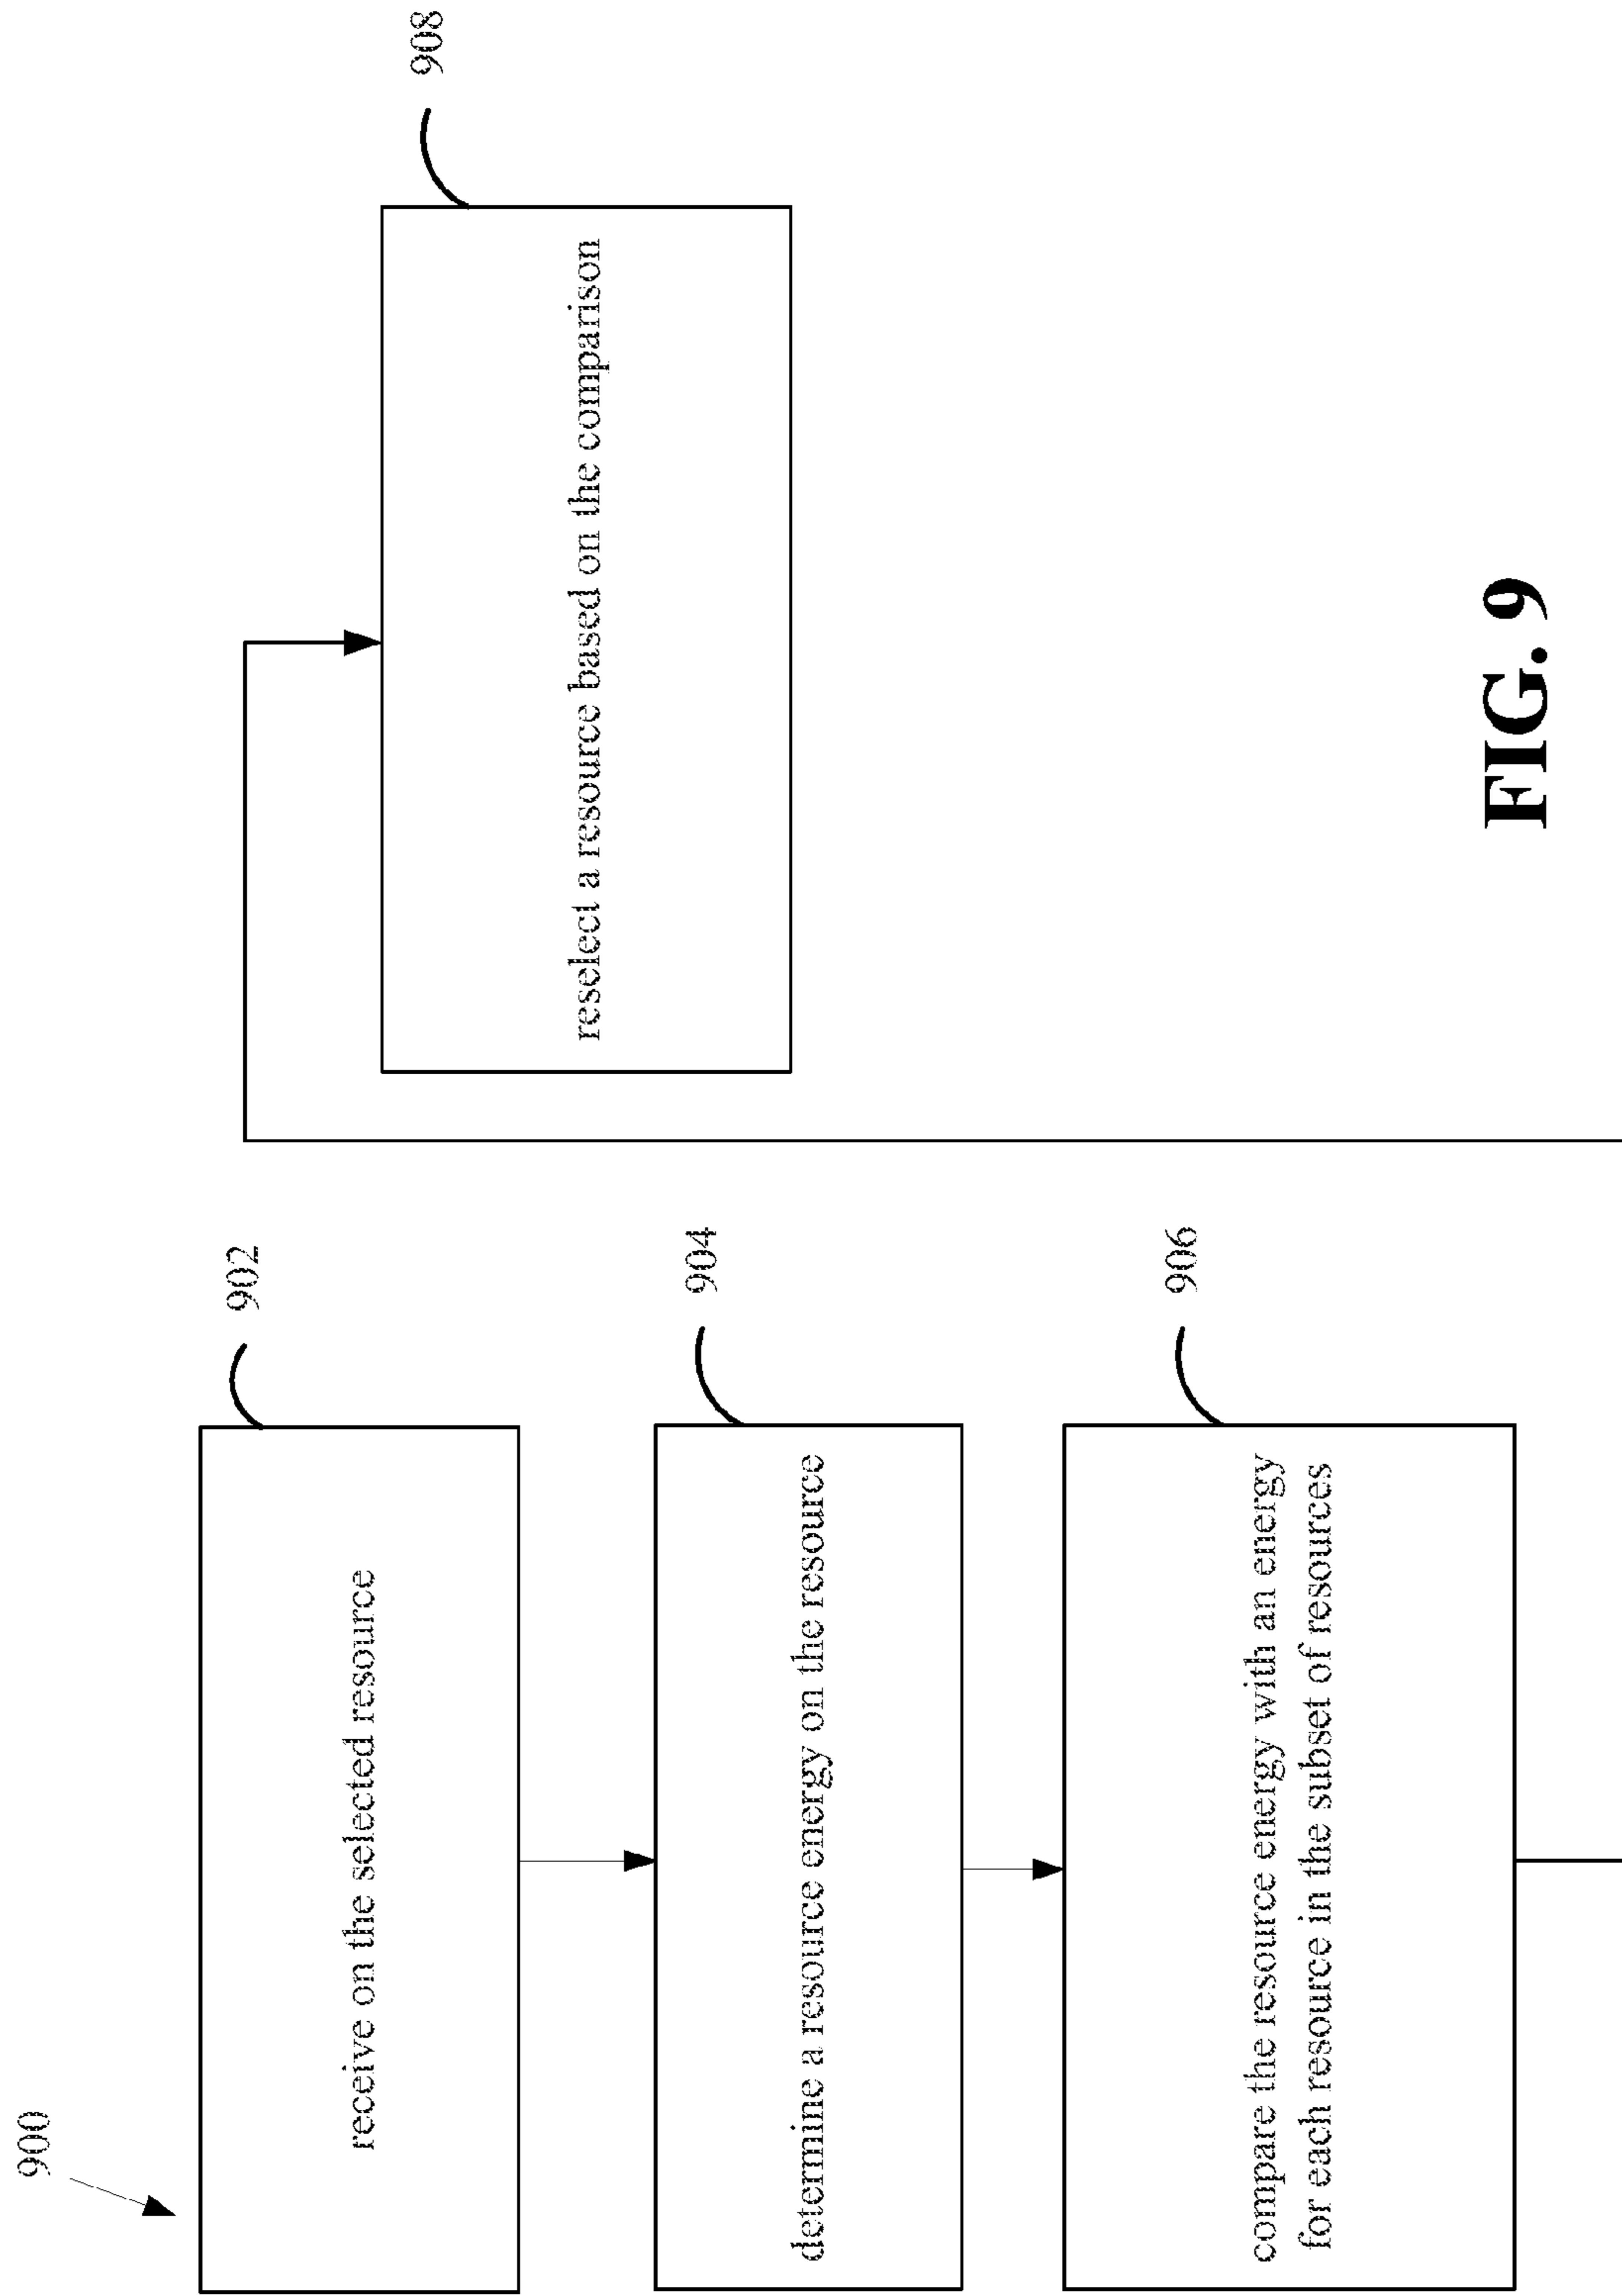 900
receive on the selected resource
902
determine a resource energy on the resource
904
compare the resource energy with an energy
for each resource in the subset of resources
906
reselect a resource based on the comparison
908
FIG. 9